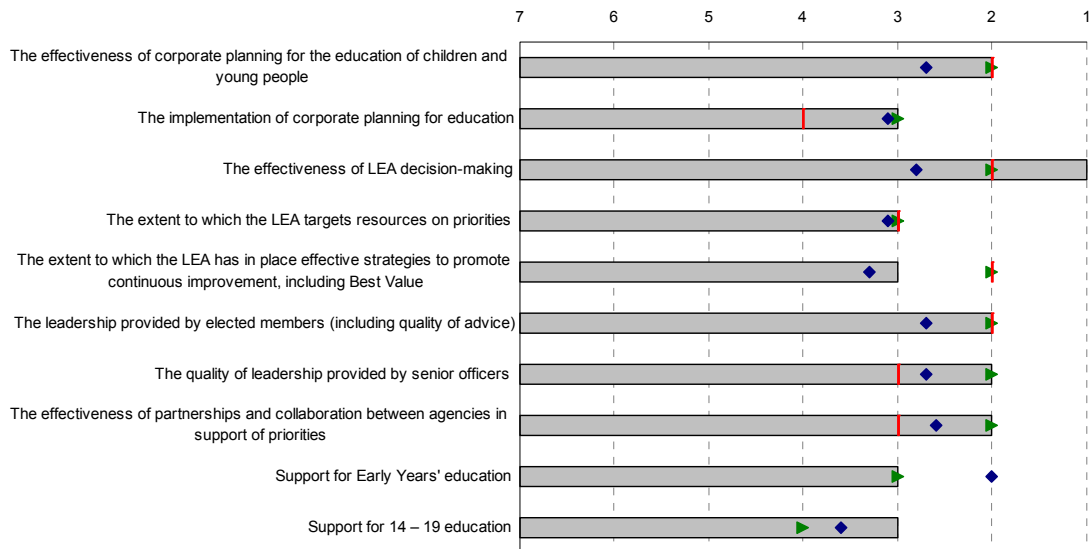 7 6 5 4 3 2 1
The effectiveness of corporate planning for the education of children and
young people
The implementation of corporate planning for education
The effectiveness of LEA decision-making
The extent to which the LEA targets resources on priorities
The extent to which the LEA has in place effective strategies to promote
continuous improvement, including Best Value
The leadership provided by elected members (including quality of advice)
The quality of leadership provided by senior officers
The effectiveness of partnerships and collaboration between agencies in
support of priorities
Support for Early Years' education
Support for 14 – 19 education